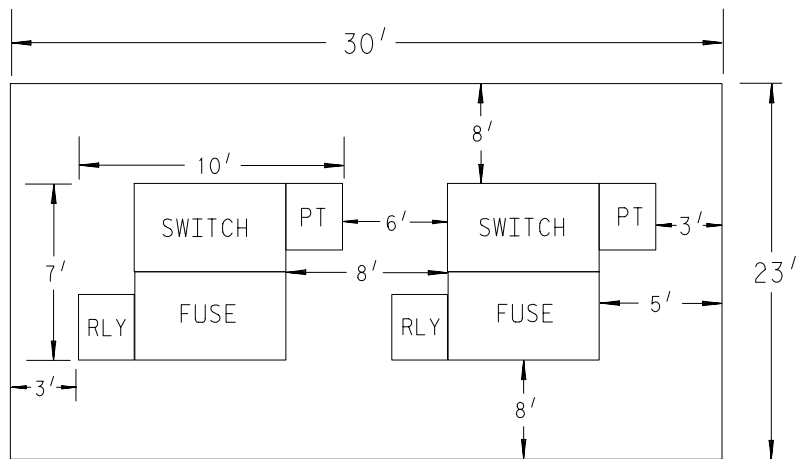 30′
8′
10′
SWITCH
PT
6′
SWITCH
PT
3′
7′
8′
23′
RLY
FUSE
RLY
FUSE
5′
3′
8′